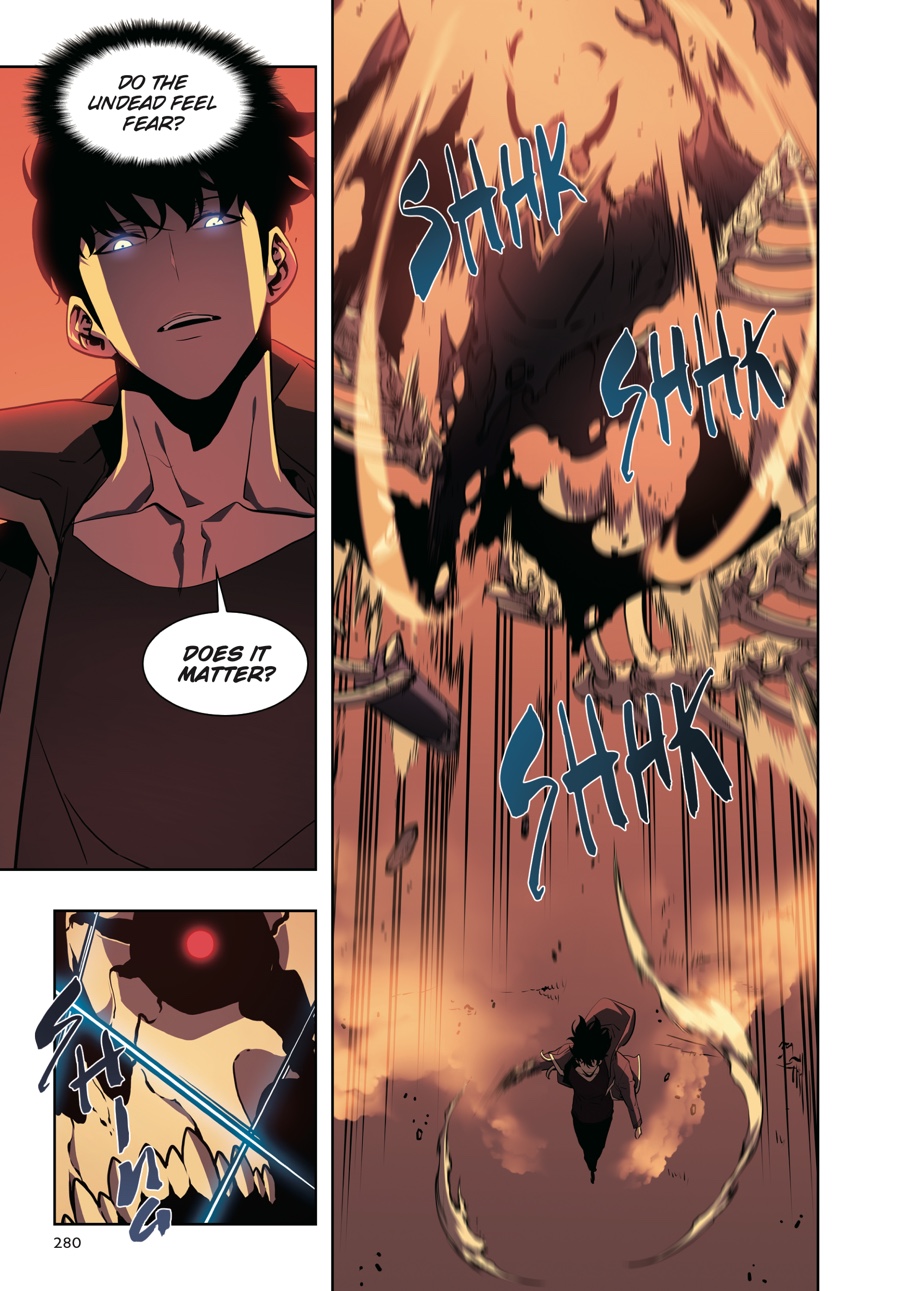 DO THE
UNDEAD FEEL
FEAR?
DOES IT
MATTER?
SHING
SHHK
SHHK
SHHK
280